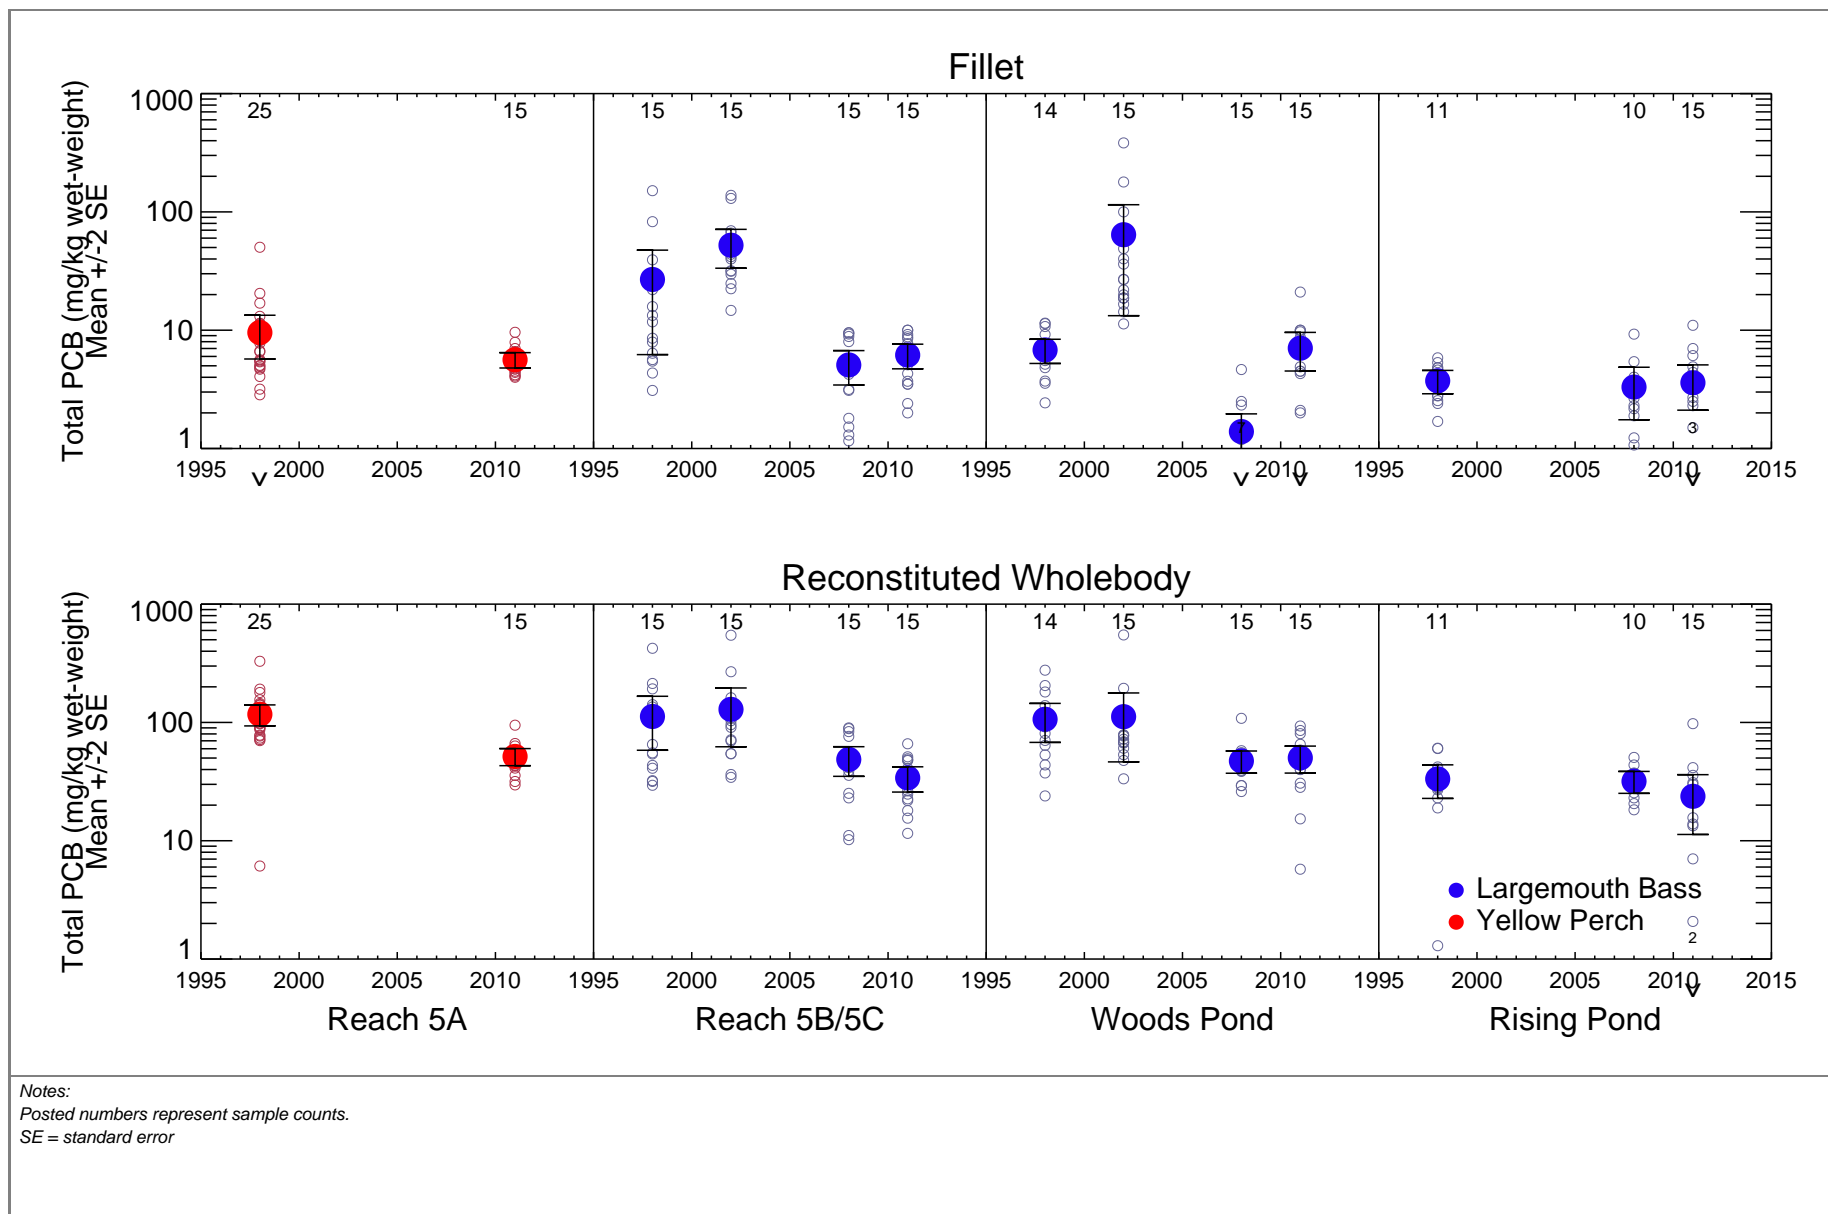 Fillet
Total PCB (mg/kg wet-weight)
Mean +/-2 SE
1000
100
10
1
25 15 15 15 15 15 14 15 15 15 11 10 15
3
1995 2000 2005 2010 1995 2000 2005 2010 1995 2000 2005 2010 1995 2000 2005 2010 2015
v v v v
Reconstituted Wholebody
Total PCB (mg/kg wet-weight)
Mean +/-2 SE
1000
100
10
1
25 15 15 15 15 15 14 15 15 15 11 10 15
Largemouth Bass
Yellow Perch
2
1995 2000 2005 2010 1995 2000 2005 2010 1995 2000 2005 2010 1995 2000 2005 2010 2015
v
Reach 5A Reach 5B/5C Woods Pond Rising Pond
Notes:
Posted numbers represent sample counts.
SE = standard error